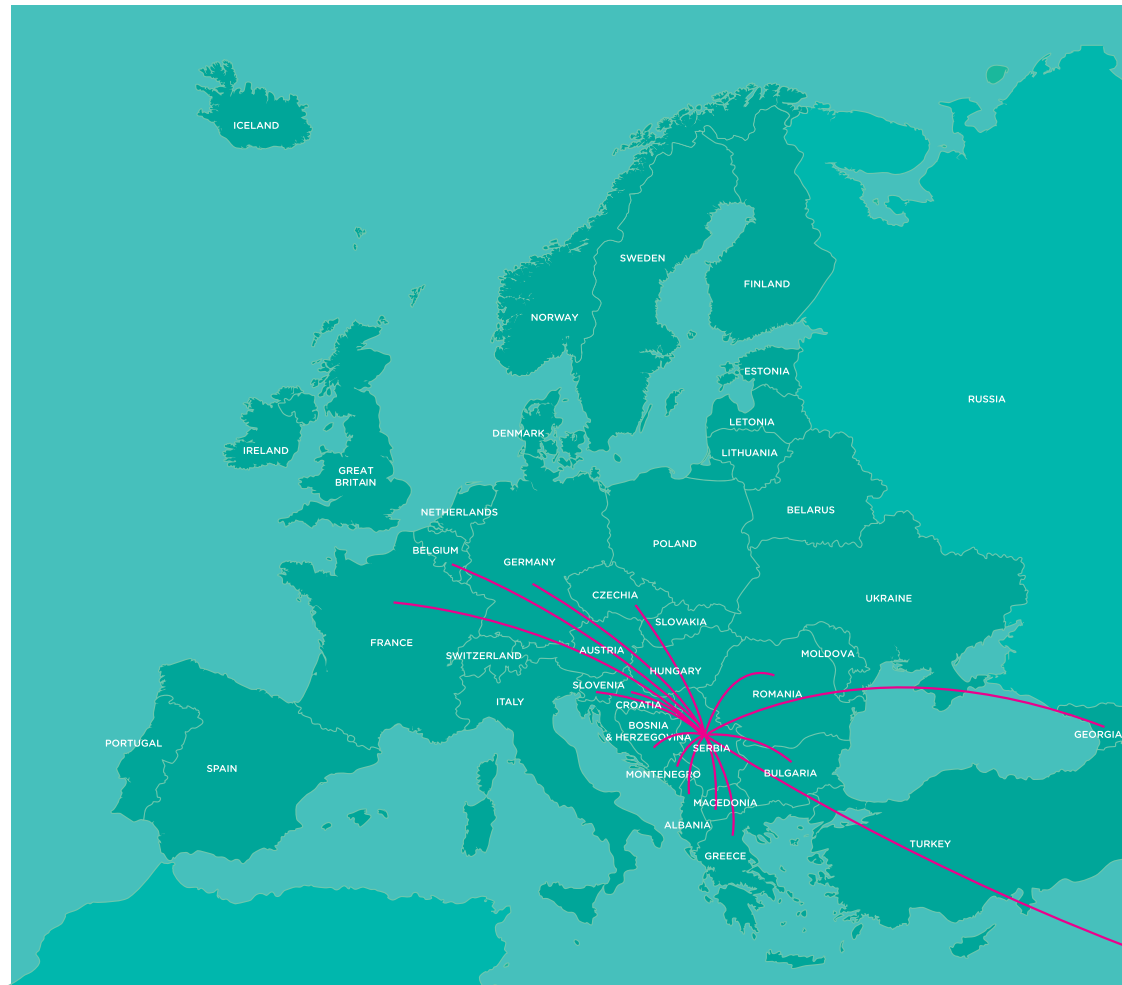 ICELAND
SWEDEN
FINLAND
NORWAY
ESTONIA
RUSSIA
LETONIA
DENMARK
IRELAND
LITHUANIA
GREAT
BRITAIN
NETHERLANDS
BELARUS
BELGIUM
POLAND
GERMANY
CZECHIA
UKRAINE
SLOVAKIA
FRANCE
AUSTRIA
MOLDOVA
SWITZERLAND
HUNGARY
SLOVENIA
ROMANIA
ITALY
CROATIA
BOSNIA
& HERZEGOVINA
GEORGIA
PORTUGAL
SERBIA
SPAIN
MONTENEGRO
BULGARIA
MACEDONIA
ALBANIA
TURKEY
GREECE